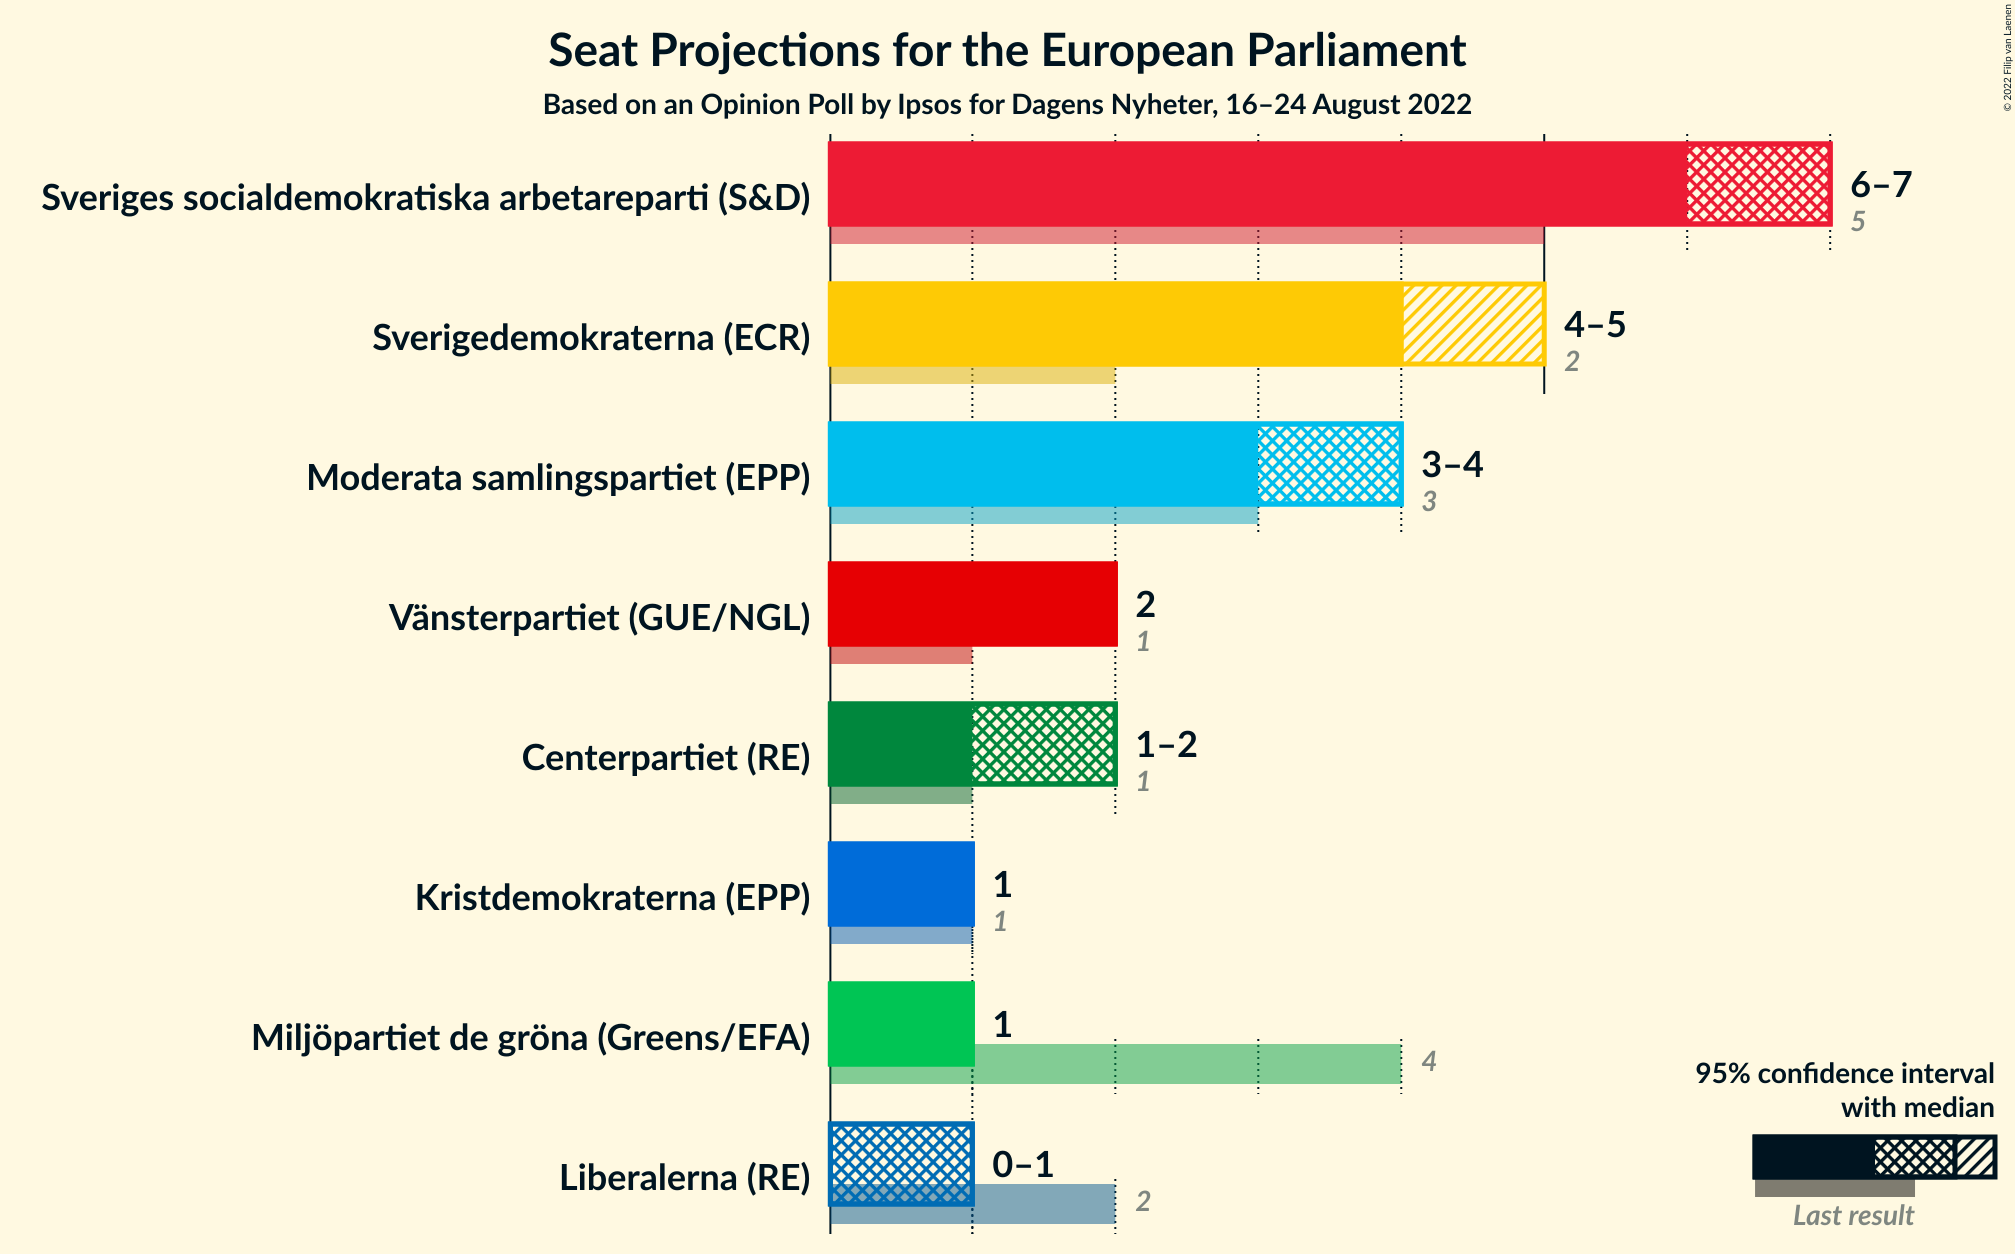 Seat Projections for the European Parliament
Based on an Opinion Poll by Ipsos for Dagens Nyheter, 16–24 August 2022
© 2022 Filip van Laenen
Sveriges socialdemokratiska arbetareparti (S&D)
6–7
5
Sverigedemokraterna (ECR)
4–5
2
Moderata samlingspartiet (EPP)
3–4
3
Vänsterpartiet (GUE/NGL)
2
1
Centerpartiet (RE)
1–2
1
Kristdemokraterna (EPP)
1
1
Miljöpartiet de gröna (Greens/EFA)
1
4
Liberalerna (RE)
0–1
2
95% confidence interval
with median
Last result